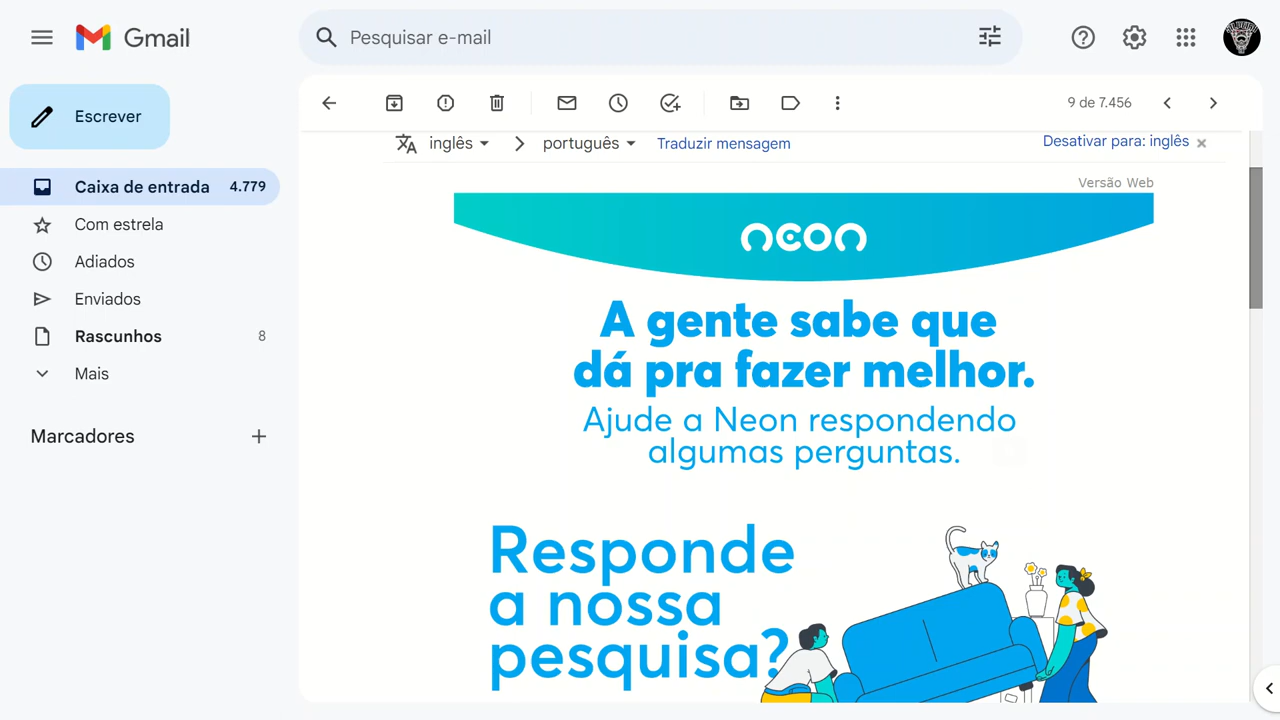 Gmail
Pesquisar e-mail
Escrever
9 de 7.456
inglês
português
Traduzir mensagem
Desativar para: inglês
Caixa de entrada 4.779
Com estrela
Adiados
Enviados
Rascunhos 8
Mais
Marcadores
Versão Web
neon
A gente sabe que
dá pra fazer melhor.
Ajude a Neon respondendo
algumas perguntas.
Responde
a nossa
pesquisa?